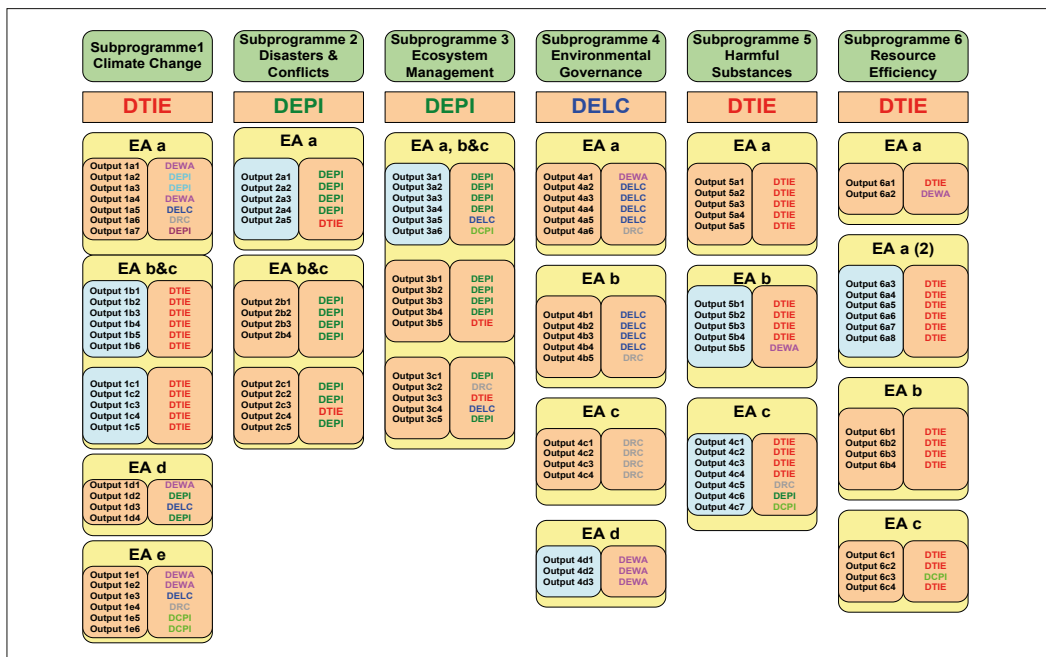 Subprogramme1
Climate Change
DTIE
EA a
Output 1a1 DEWA
Output 1a2 DEPI
Output 1a3 DEPI
Output 1a4 DEWA
Output 1a5 DELC
Output 1a6 DRC
Output 1a7 DEPI
EA b&c
Output 1b1 DTIE
Output 1b2 DTIE
Output 1b3 DTIE
Output 1b4 DTIE
Output 1b5 DTIE
Output 1b6 DTIE
Output 1c1 DTIE
Output 1c2 DTIE
Output 1c3 DTIE
Output 1c4 DTIE
Output 1c5 DTIE
EA d
Output 1d1 DEWA
Output 1d2 DEPI
Output 1d3 DELC
Output 1d4 DEPI
EA e
Output 1e1 DEWA
Output 1e2 DEWA
Output 1e3 DELC
Output 1e4 DRC
Output 1e5 DCPI
Output 1e6 DCPI
Subprogramme 2
Disasters &
Conflicts
DEPI
EA a
Output 2a1 DEPI
Output 2a2 DEPI
Output 2a3 DEPI
Output 2a4 DEPI
Output 2a5 DTIE
EA b&c
Output 2b1 DEPI
Output 2b2 DEPI
Output 2b3 DEPI
Output 2b4 DEPI
Output 2c1
Output 2c2
Output 2c3
Output 2c4
Output 2c5
DEPI
DEPI
DTIE
DEPI
Subprogramme 3
Ecosystem
Management
DEPI
EA a, b&c
Output 3a1 DEPI
Output 3a2 DEPI
Output 3a3 DEPI
Output 3a4 DEPI
Output 3a5 DELC
Output 3a6 DCPI
Output 3b1 DEPI
Output 3b2 DEPI
Output 3b3 DEPI
Output 3b4 DEPI
Output 3b5 DTIE
Output 3c1 DEPI
Output 3c2 DRC
Output 3c3 DTIE
Output 3c4 DELC
Output 3c5 DEPI
Subprogramme 4
Environmental
Governance
DELC
EA a
Output 4a1 DEWA
Output 4a2 DELC
Output 4a3 DELC
Output 4a4 DELC
Output 4a5 DELC
Output 4a6 DRC
EA b
Output 4b1 DELC
Output 4b2 DELC
Output 4b3 DELC
Output 4b4 DELC
Output 4b5 DRC
EA c
Output 4c1 DRC
Output 4c2 DRC
Output 4c3 DRC
Output 4c4 DRC
EA d
Output 4d1 DEWA
Output 4d2 DEWA
Output 4d3 DEWA
Subprogramme 5
Harmful
Substances
DTIE
EA a
Output 5a1 DTIE
Output 5a2 DTIE
Output 5a3 DTIE
Output 5a4 DTIE
Output 5a5 DTIE
EA b
Output 5b1 DTIE
Output 5b2 DTIE
Output 5b3 DTIE
Output 5b4 DTIE
Output 5b5 DEWA
EA c
Output 4c1 DTIE
Output 4c2 DTIE
Output 4c3 DTIE
Output 4c4 DTIE
Output 4c5 DRC
Output 4c6 DEPI
Output 4c7 DCPI
Subprogramme 6
Resource
Efficiency
DTIE
EA a
Output 6a1 DTIE
Output 6a2 DEWA
EA a (2)
Output 6a3 DTIE
Output 6a4 DTIE
Output 6a5 DTIE
Output 6a6 DTIE
Output 6a7 DTIE
Output 6a8 DTIE
EA b
Output 6b1 DTIE
Output 6b2 DTIE
Output 6b3 DTIE
Output 6b4 DTIE
EA c
Output 6c1 DTIE
Output 6c2 DTIE
Output 6c3 DCPI
Output 6c4 DTIE